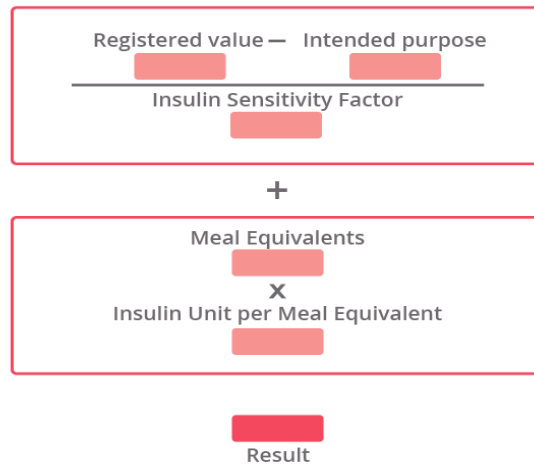 Registered value – Intended purpose
Insulin Sensitivity Factor
+
Meal Equivalents
x
Insulin Unit per Meal Equivalent
Result